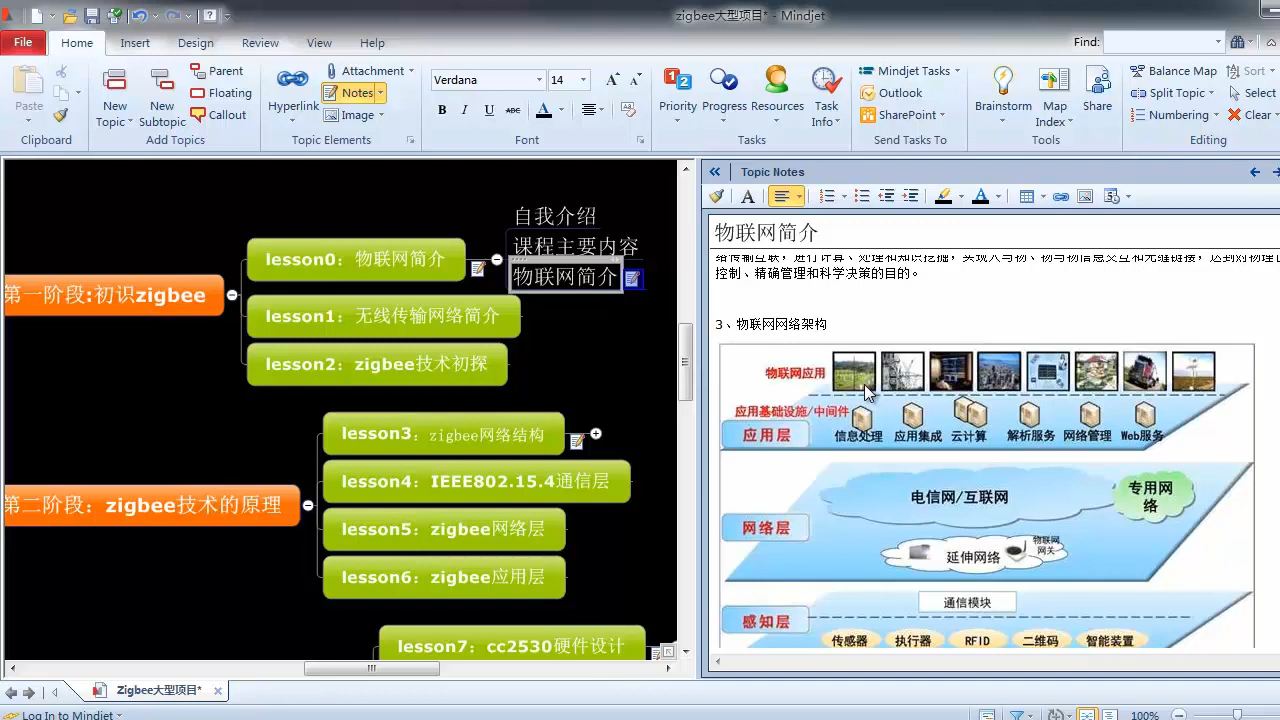 zigbee大型项目* - Mindjet
File Home Insert Design Review View Help Find:
Paste
New Topic
New Subtopic
Parent
Floating
Callout
Hyperlink
Attachment
Notes
Image
Verdana 14
B I U ABC A
Priority Progress Resources Task Info
Mindjet Tasks
Outlook
SharePoint
Brainstorm Map Index Share
Balance Map Sort
Split Topic Select
Numbering Clear
Clipboard Add Topics Topic Elements Font Tasks Send Tasks To Tools Editing
Topic Notes
物联网简介
控制、精确管理和科学决策的目的。
3、物联网网络架构
物联网应用
应用基础设施/中间件
应用层
信息处理 应用集成 云计算 解析服务 网络管理 Web服务
电信网/互联网
专用网络
网络层
延伸网络
物联网网关
通信模块
感知层
传感器 执行器 RFID 二维码 智能装置
第一阶段:初识zigbee
lesson0：物联网简介
自我介绍
课程主要内容
物联网简介
lesson1：无线传输网络简介
lesson2：zigbee技术初探
第二阶段：zigbee技术的原理
lesson3：zigbee网络结构
lesson4：IEEE802.15.4通信层
lesson5：zigbee网络层
lesson6：zigbee应用层
lesson7：cc2530硬件设计
Zigbee大型项目*
Log In to Mindjet
100%